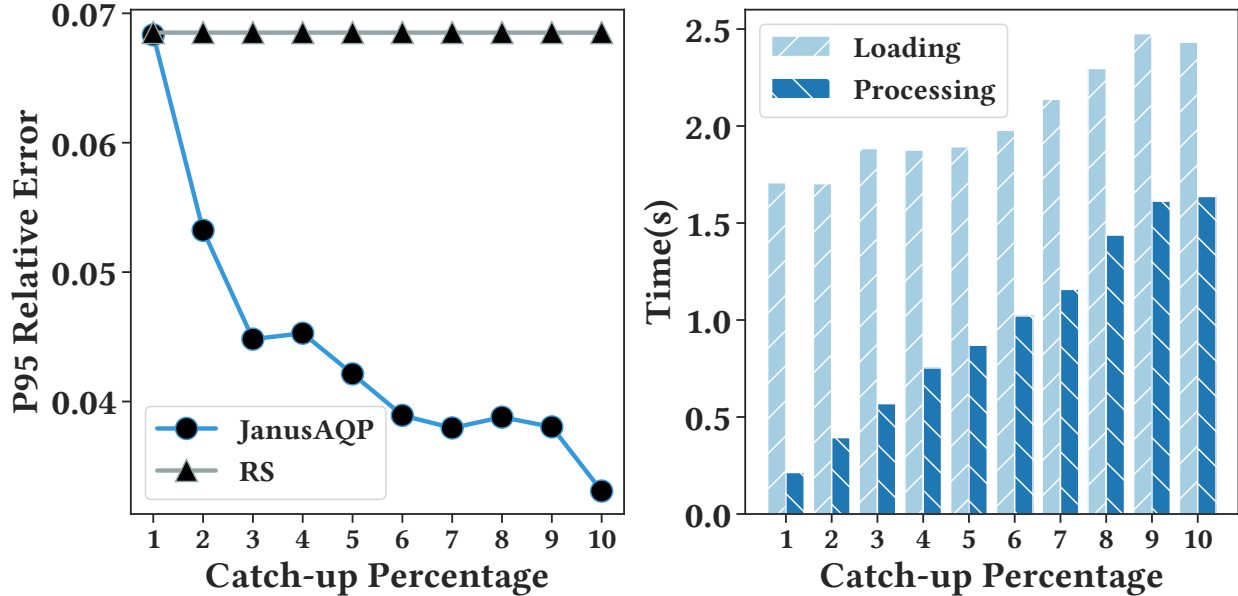 P95 Relative Error
0.07
0.06
0.05
0.04
JanusAQP
RS
1 2 3 4 5 6 7 8 9 10
Catch-up Percentage
Time(s)
2.5
2.0
1.5
1.0
0.5
0.0
Loading
Processing
1 2 3 4 5 6 7 8 9 10
Catch-up Percentage